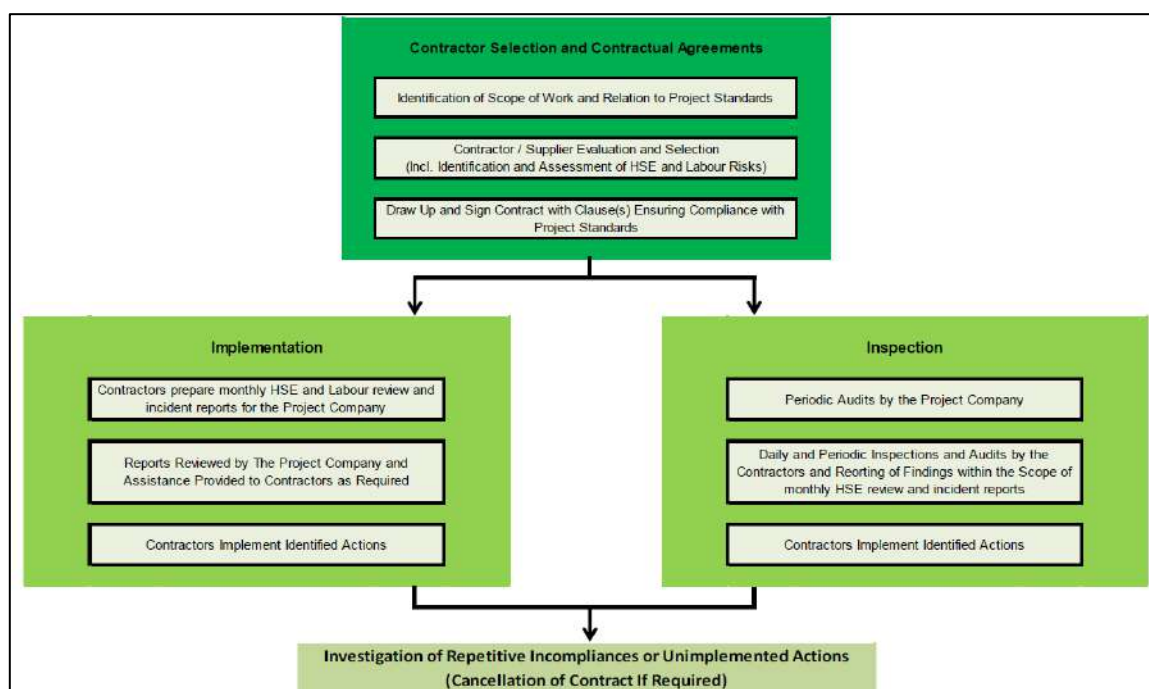 Contractor Selection and Contractual Agreements
Identification of Scope of Work and Relation to Project Standards
Contractor / Supplier Evaluation and Selection
(Incl. Identification and Assessment of HSE and Labour Risks)
Draw Up and Sign Contract with Clause(s) Ensuring Compliance with
Project Standards
Implementation
Contractors prepare monthly HSE and Labour review and
incident reports for the Project Company
Reports Reviewed by The Project Company and
Assistance Provided to Contractors as Required
Contractors Implement Identified Actions
Inspection
Periodic Audits by the Project Company
Daily and Periodic Inspections and Audits by the
Contractors and Reorting of Findings within the Scope of
monthly HSE review and incident reports
Contractors Implement Identified Actions
Investigation of Repetitive Incompliances or Unimplemented Actions
(Cancellation of Contract If Required)